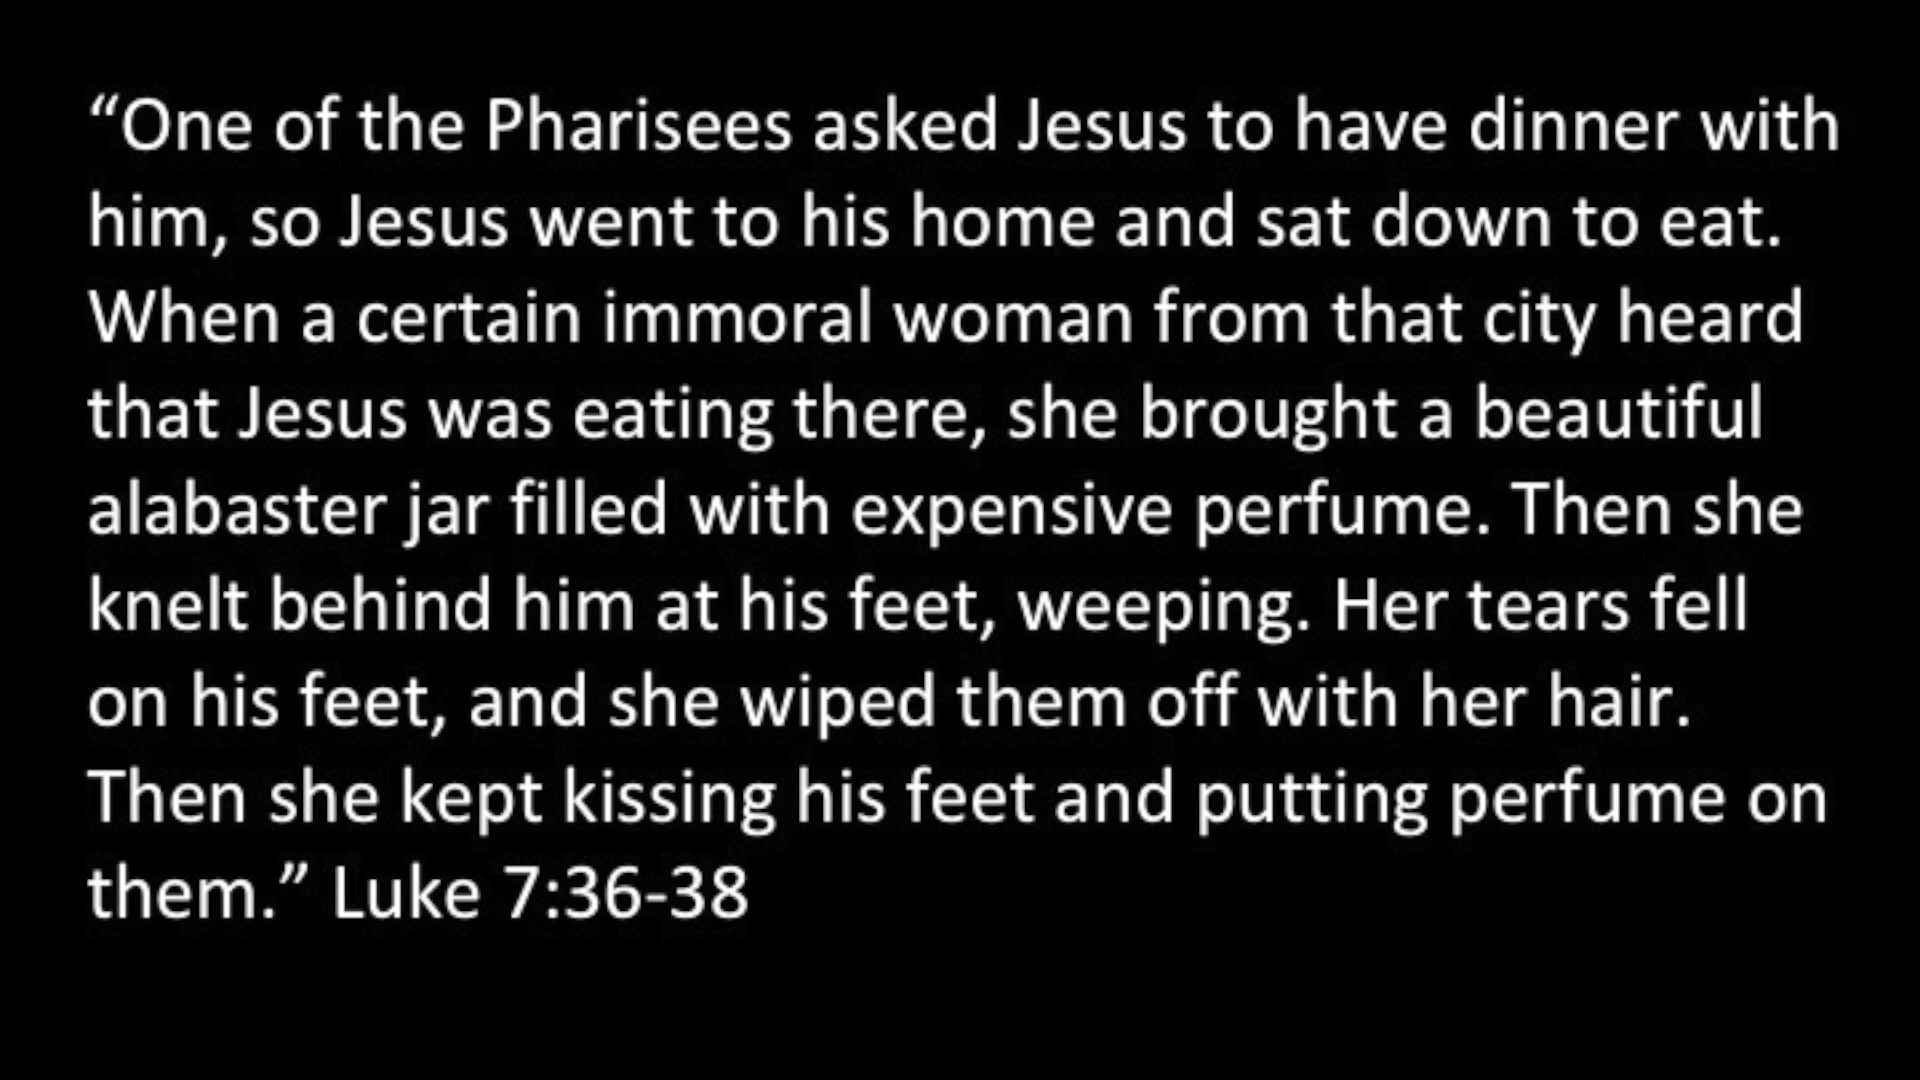 “One of the Pharisees asked Jesus to have dinner with
him, so Jesus went to his home and sat down to eat.
When a certain immoral woman from that city heard
that Jesus was eating there, she brought a beautiful
alabaster jar filled with expensive perfume. Then she
knelt behind him at his feet, weeping. Her tears fell
on his feet, and she wiped them off with her hair.
Then she kept kissing his feet and putting perfume on
them.” Luke 7:36-38